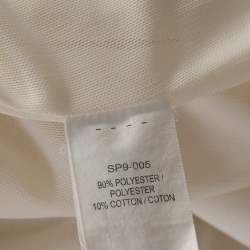 SP9-005
90% POLYESTER /
POLYESTER
10% COTTON / COTON